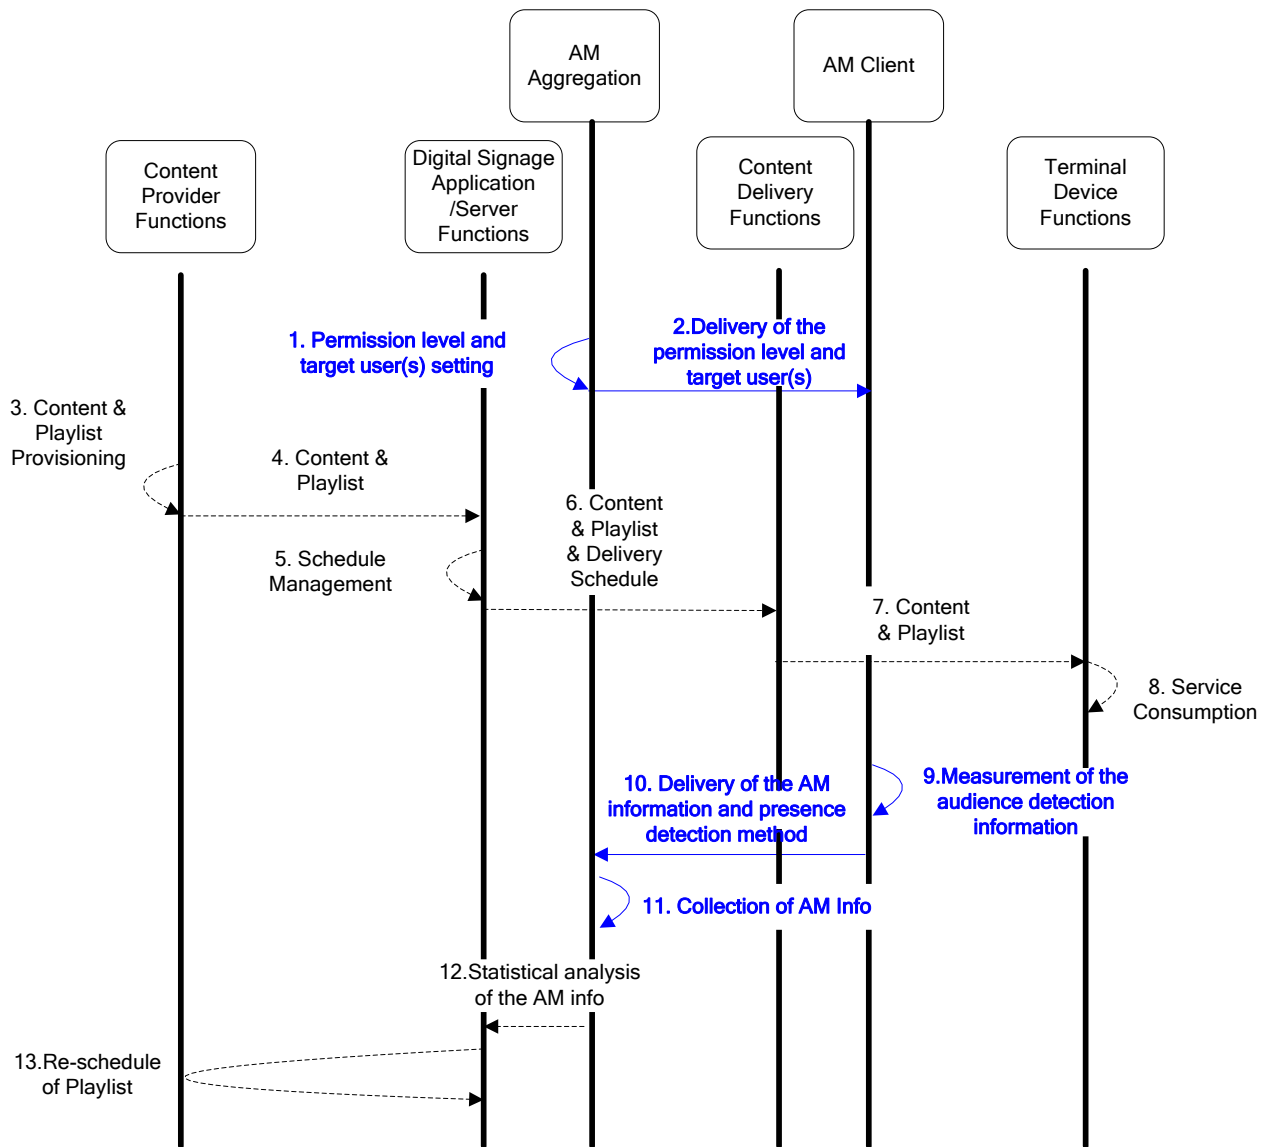 AM
Aggregation
AM Client
Content
Provider
Functions
Digital Signage
Application
/Server
Functions
Content
Delivery
Functions
Terminal
Device
Functions
1. Permission level and
target user(s) setting
2.Delivery of the
permission level and
target user(s)
3. Content &
Playlist
Provisioning
4. Content &
Playlist
5. Schedule
Management
6. Content
& Playlist
& Delivery
Schedule
7. Content
& Playlist
8. Service
Consumption
9.Measurement of the
audience detection
information
10. Delivery of the AM
information and presence
detection method
11. Collection of AM Info
12.Statistical analysis
of the AM info
13.Re-schedule
of Playlist